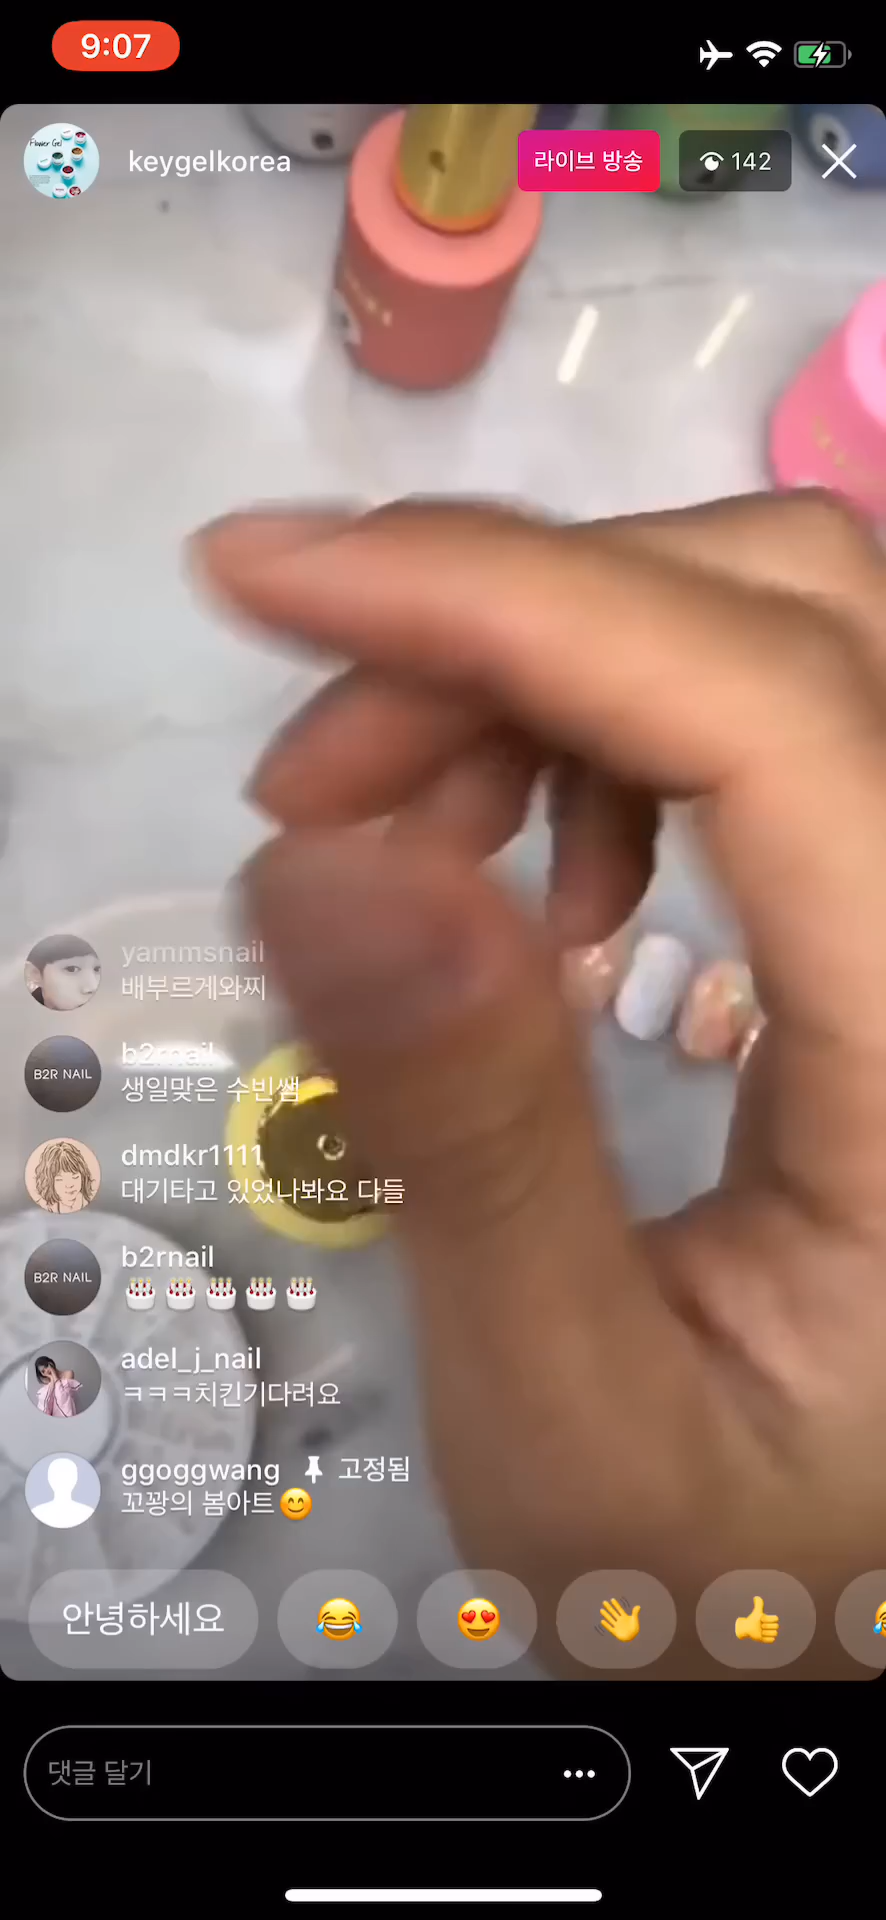 9:07
keygelkorea
라이브 방송
142
Flower Gel
yammsnail
배부르게와찌
b2rnail
생일맞은 수빈쌤
B2R NAIL
dmdkr1111
대기타고 있었나봐요 다들
b2rnail
🎂🎂🎂🎂🎂
B2R NAIL
adel_j_nail
ㅋㅋㅋ치킨기다려요
ggoggwang 고정됨
꼬꽝의 봄아트😊
안녕하세요 😂 😍 👋 👍
댓글 달기